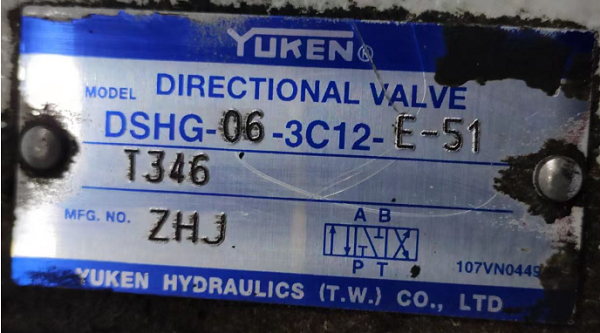 YUKEN®
MODEL DIRECTIONAL VALVE
DSHG-06-3C12-E-51
T346
MFG. NO. ZHJ
A B
P T
107VN0449
YUKEN HYDRAULICS (T.W.) CO., LTD